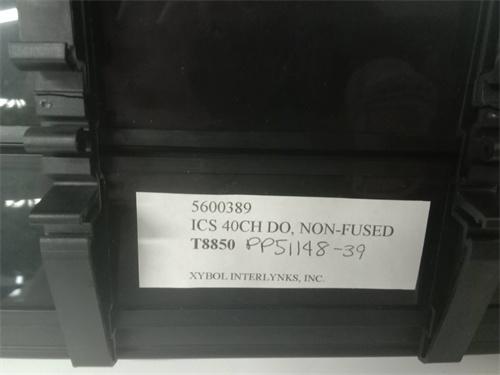 5600389
ICS 40CH DO, NON-FUSED
T8850 PP51148-39
XYBOL INTERLYNKS, INC.